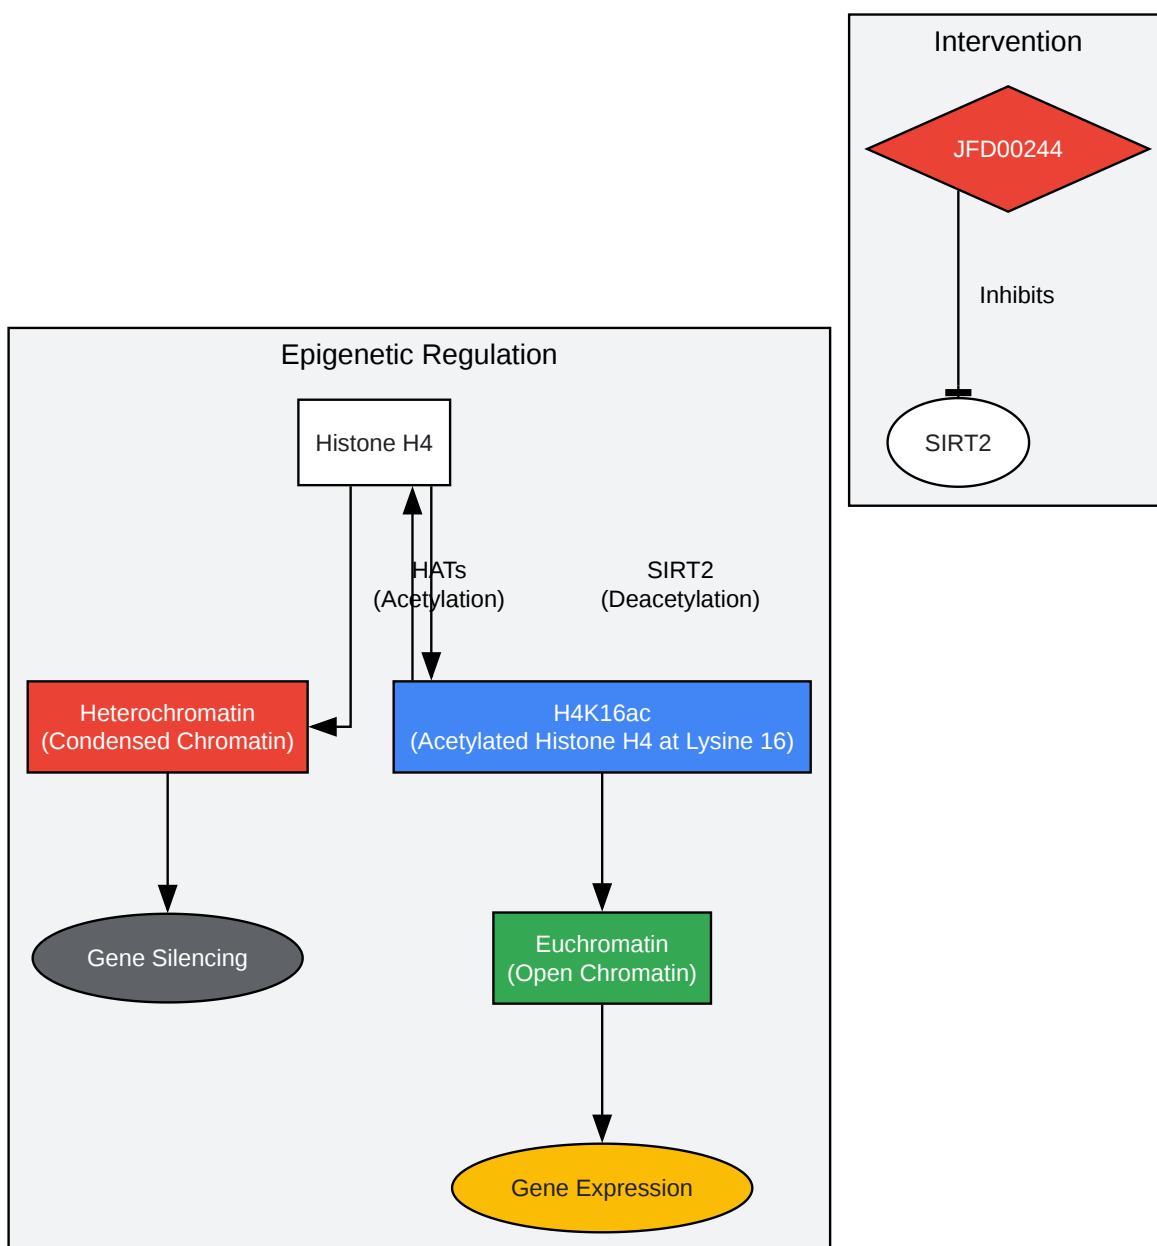 Intervention
JFD00244
Inhibits
SIRT2
Epigenetic Regulation
Histone H4
HATs
(Acetylation)
SIRT2
(Deacetylation)
Heterochromatin
(Condensed Chromatin)
H4K16ac
(Acetylated Histone H4 at Lysine 16)
Gene Silencing
Euchromatin
(Open Chromatin)
Gene Expression